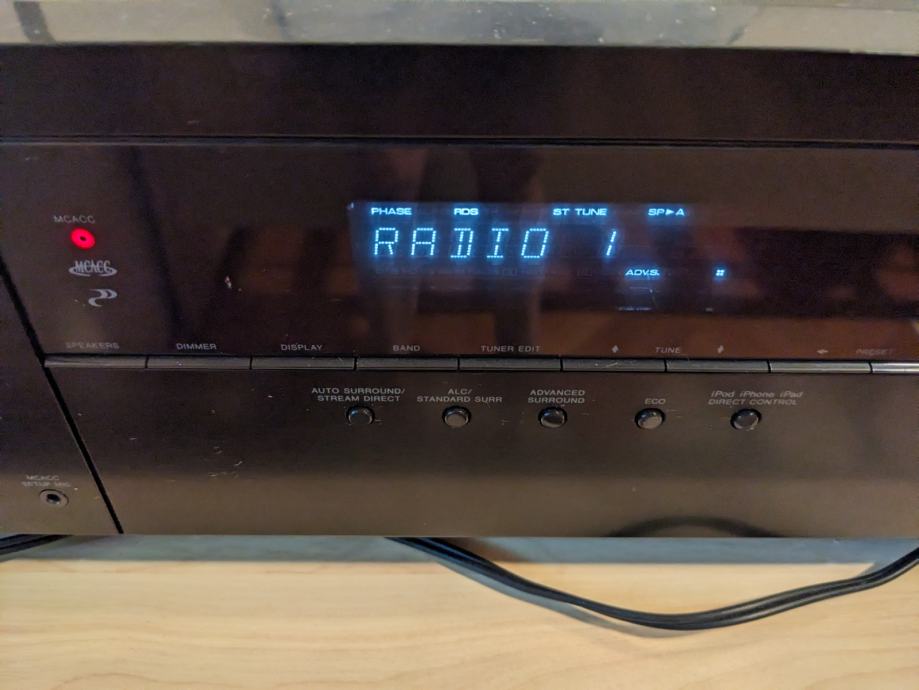 MCACC
PHASE RDS ST TUNE SP►A
RADIO 1
ADV.S. #
MCACC
SPEAKERS DIMMER DISPLAY BAND TUNER EDIT TUNE PRESET
AUTO SURROUND/
STREAM DIRECT
ALC/
STANDARD SURR
ADVANCED
SURROUND
ECO
iPod iPhone iPad
DIRECT CONTROL
MCACC
SETUP MIC